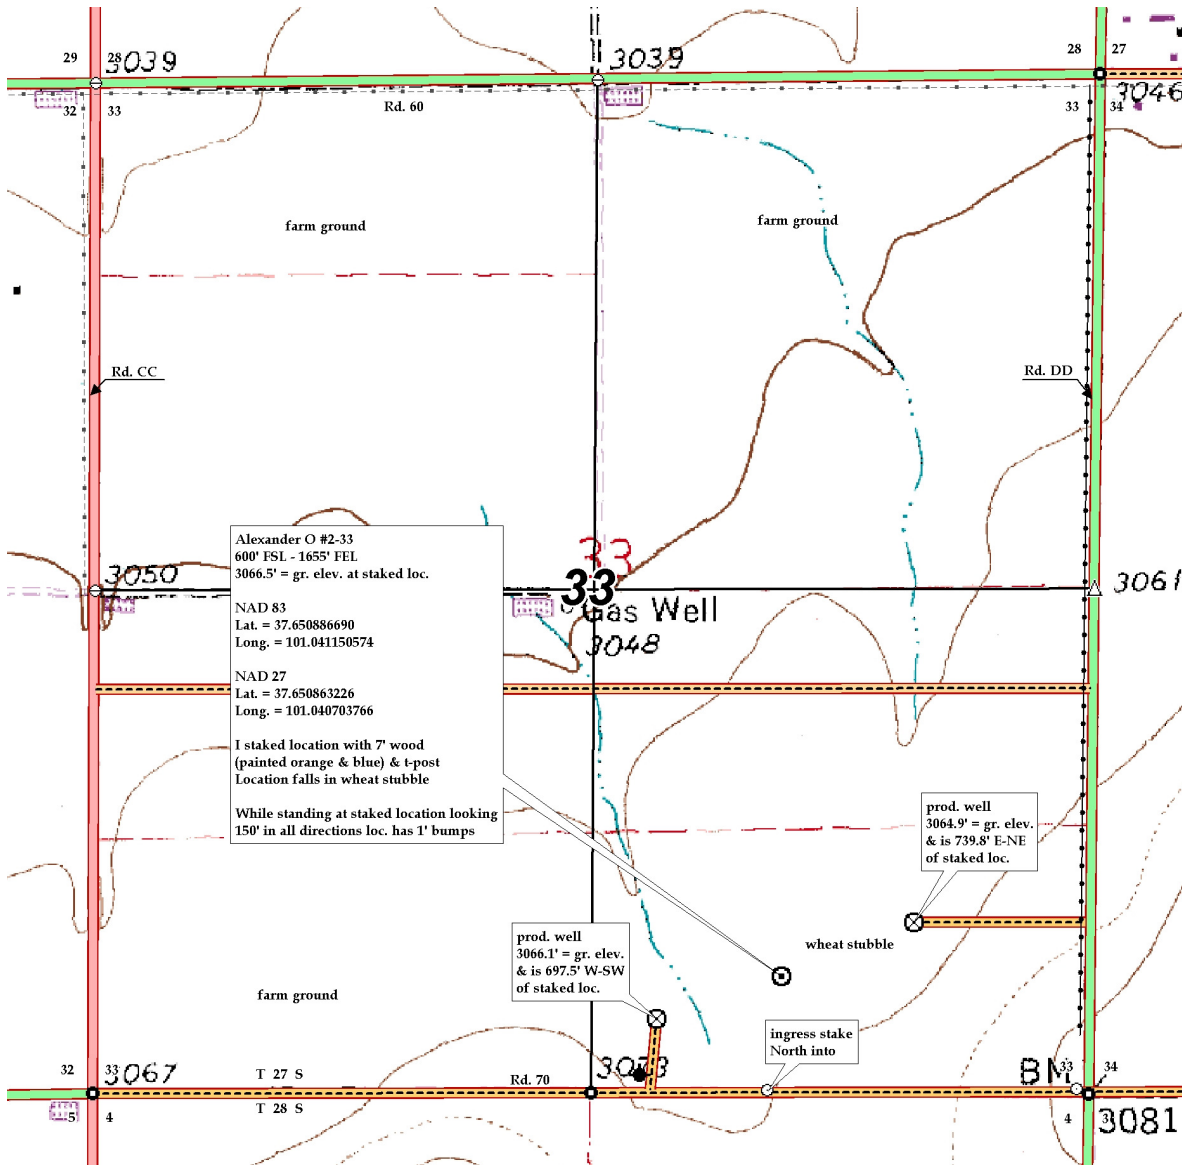 29 28
3039
3039
28 27
32 33
Rd. 60
33 34
3046
farm ground
farm ground
Rd. CC
Rd. DD
Alexander O #2-33
600' FSL - 1655' FEL
3066.5' = gr. elev. at staked loc.
NAD 83
Lat. = 37.650886690
Long. = 101.041150574
NAD 27
Lat. = 37.650863226
Long. = 101.040703766
I staked location with 7' wood
(painted orange & blue) & t-post
Location falls in wheat stubble
While standing at staked location looking
150' in all directions loc. has 1' bumps
3050
33
33
Gas Well
3048
3061
prod. well
3064.9' = gr. elev.
& is 739.8' E-NE
of staked loc.
wheat stubble
prod. well
3066.1' = gr. elev.
& is 697.5' W-SW
of staked loc.
farm ground
ingress stake
North into
32 33
3067
T 27 S
Rd. 70
BM
33 34
5 4
T 28 S
4
3081